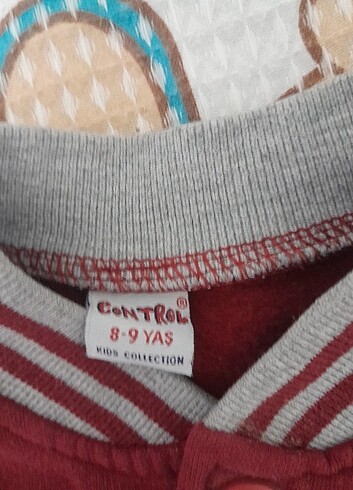 CONTROL®
8-9 YAŞ
KIDS COLLECTION